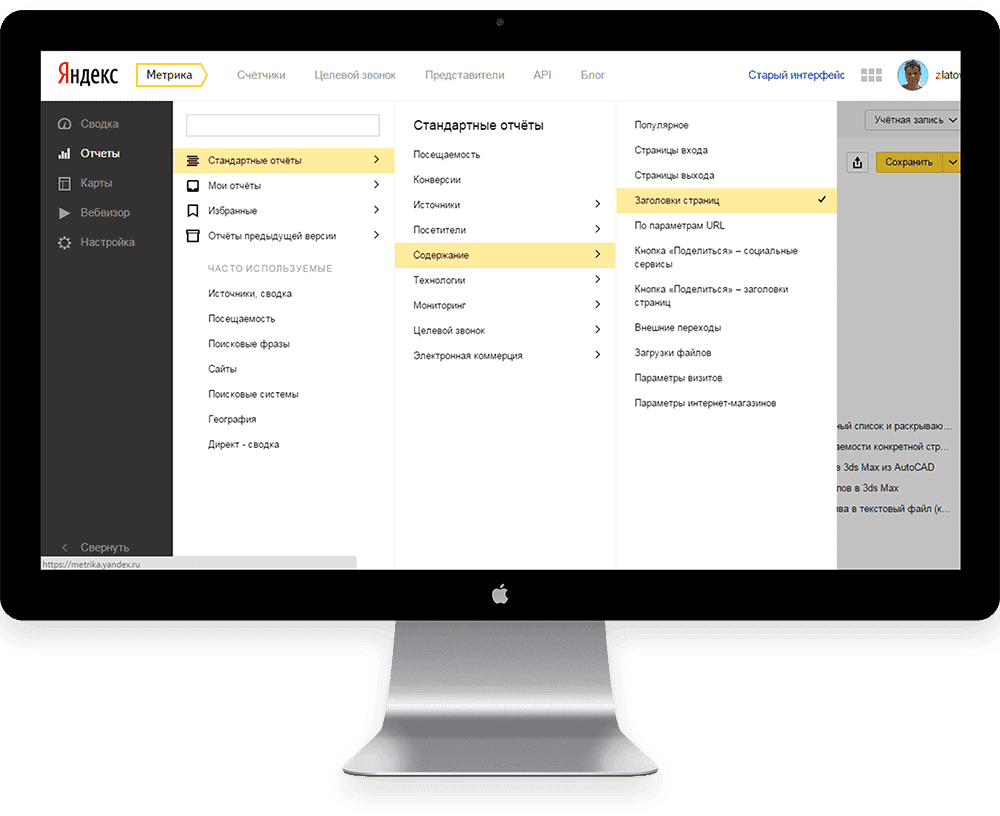 Яндекс Метрика Счётчики Целевой звонок Представители API Блог Старый интерфейс zlatov
Сводка
Отчеты
Карты
Вебвизор
Настройка
Свернуть
https://metrika.yandex.ru
Стандартные отчёты
Мои отчёты
Избранные
Отчёты предыдущей версии
ЧАСТО ИСПОЛЬЗУЕМЫЕ
Источники, сводка
Посещаемость
Поисковые фразы
Сайты
Поисковые системы
География
Директ - сводка
Стандартные отчёты
Посещаемость
Конверсии
Источники
Посетители
Содержание
Технологии
Мониторинг
Целевой звонок
Электронная коммерция
Популярное
Страницы входа
Страницы выхода
Заголовки страниц
По параметрам URL
Кнопка «Поделиться» – социальные
сервисы
Кнопка «Поделиться» – заголовки
страниц
Внешние переходы
Загрузки файлов
Параметры визитов
Параметры интернет-магазинов
Учётная запись
Сохранить
ный список и раскрываю...
аемости конкретной стр...
в 3ds Max из AutoCAD
лов в 3ds Max
ива в текстовый файл (к...